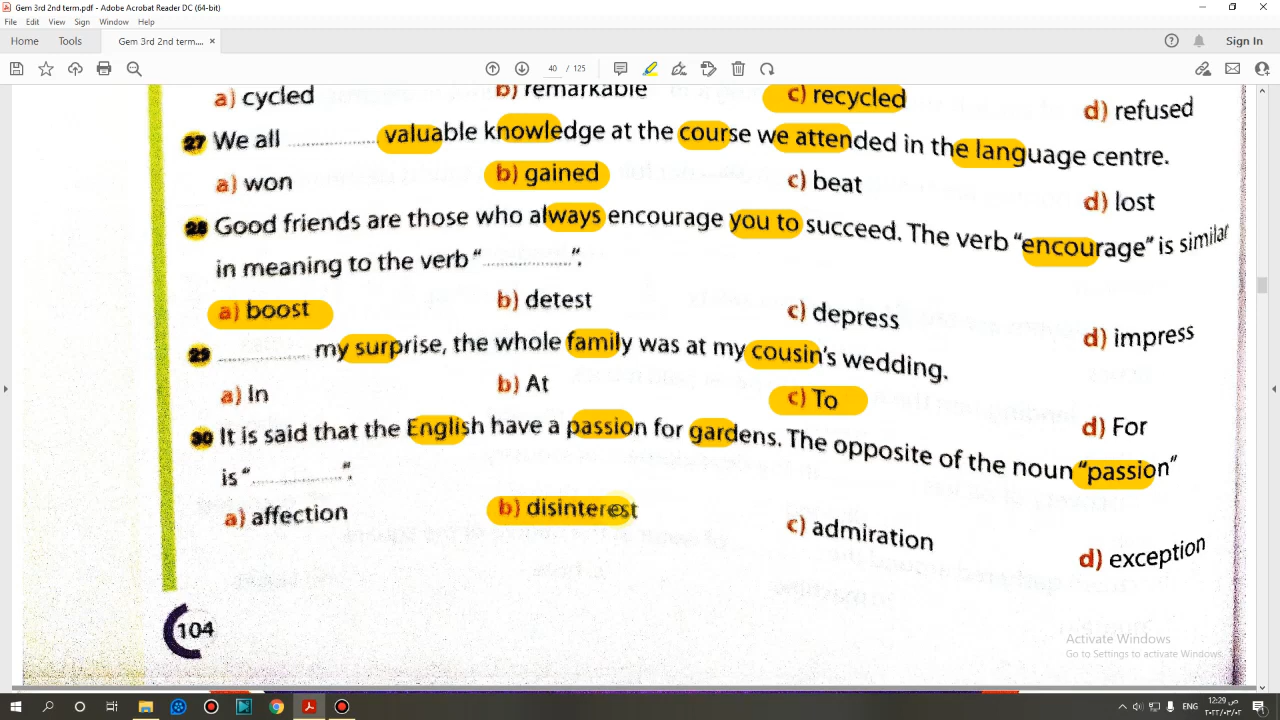 Gem 3rd 2nd term.pdf - Adobe Acrobat Reader DC (64-bit)
File Edit View Sign Window Help
Home Tools Gem 3rd 2nd term.... × Sign In
40 / 125
a) cycled b) remarkable c) recycled d) refused
27 We all .............. valuable knowledge at the course we attended in the language centre.
a) won b) gained c) beat d) lost
28 Good friends are those who always encourage you to succeed. The verb "encourage" is similar
in meaning to the verb "..............".
a) boost b) detest c) depress d) impress
29 .............. my surprise, the whole family was at my cousin's wedding.
a) In b) At c) To d) For
30 It is said that the English have a passion for gardens. The opposite of the noun "passion"
is "..............".
a) affection b) disinterest c) admiration d) exception
104
Activate Windows
Go to Settings to activate Windows.
ENG 12:29 ص
٢٠٢٢/٠٢/٠٢